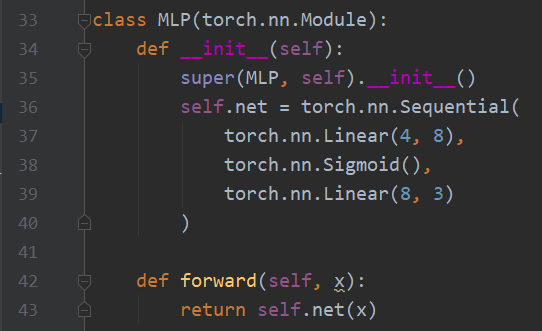 33 class MLP(torch.nn.Module):
34     def __init__(self):
35         super(MLP, self).__init__()
36         self.net = torch.nn.Sequential(
37             torch.nn.Linear(4, 8),
38             torch.nn.Sigmoid(),
39             torch.nn.Linear(8, 3)
40         )
41
42     def forward(self, x):
43         return self.net(x)